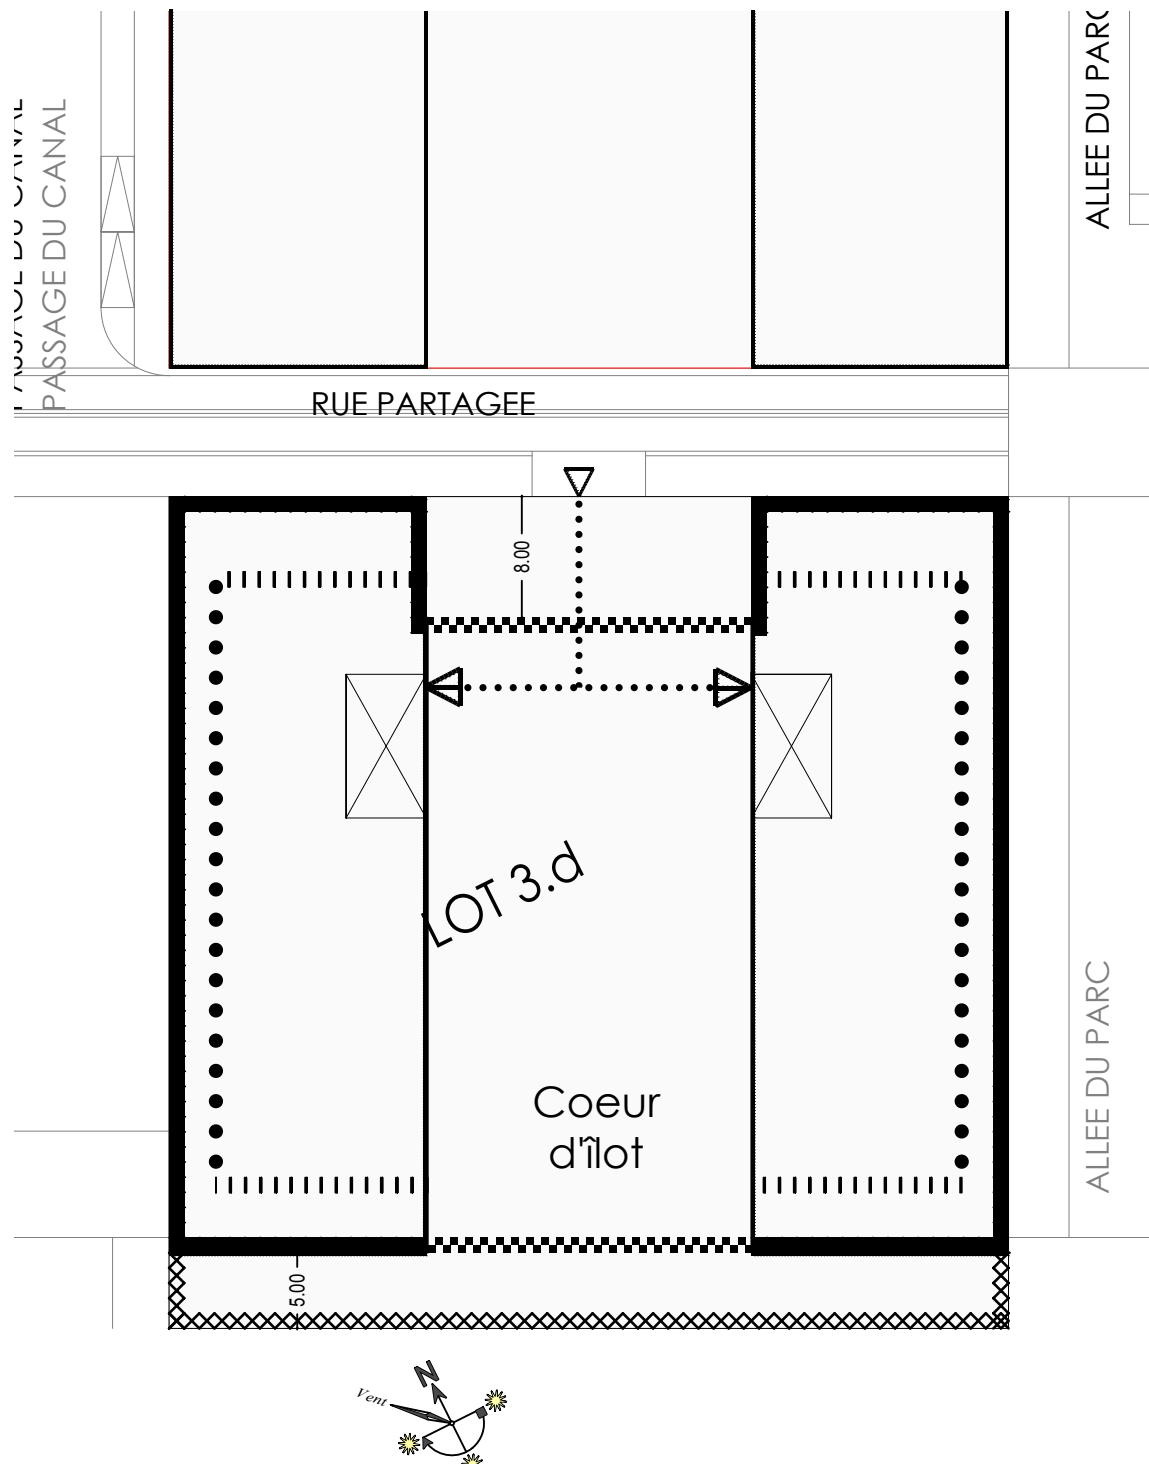 PASSAGE DU CANAL
PASSAGE DU CANAL
ALLEE DU PARC
RUE PARTAGEE
8.00
LOT 3.d
Coeur
d'îlot
ALLEE DU PARC
5.00
N
Vent